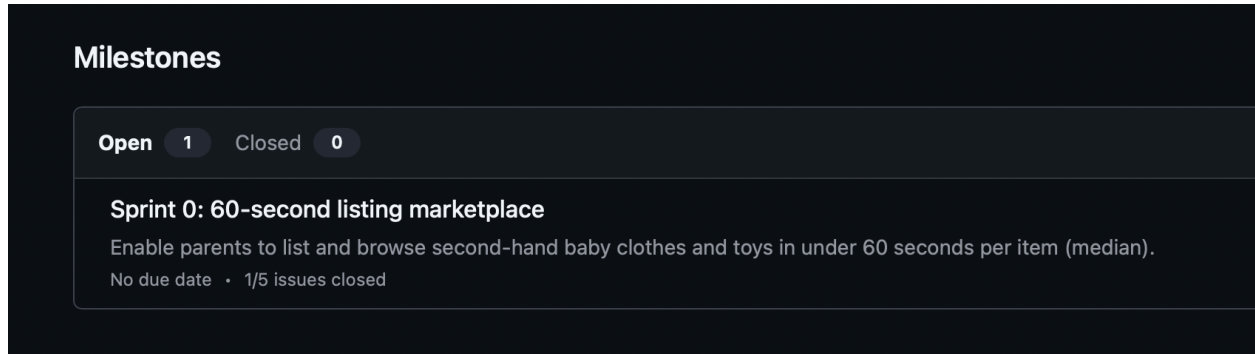 Milestones
Open 1 Closed 0
Sprint 0: 60-second listing marketplace
Enable parents to list and browse second-hand baby clothes and toys in under 60 seconds per item (median).
No due date • 1/5 issues closed